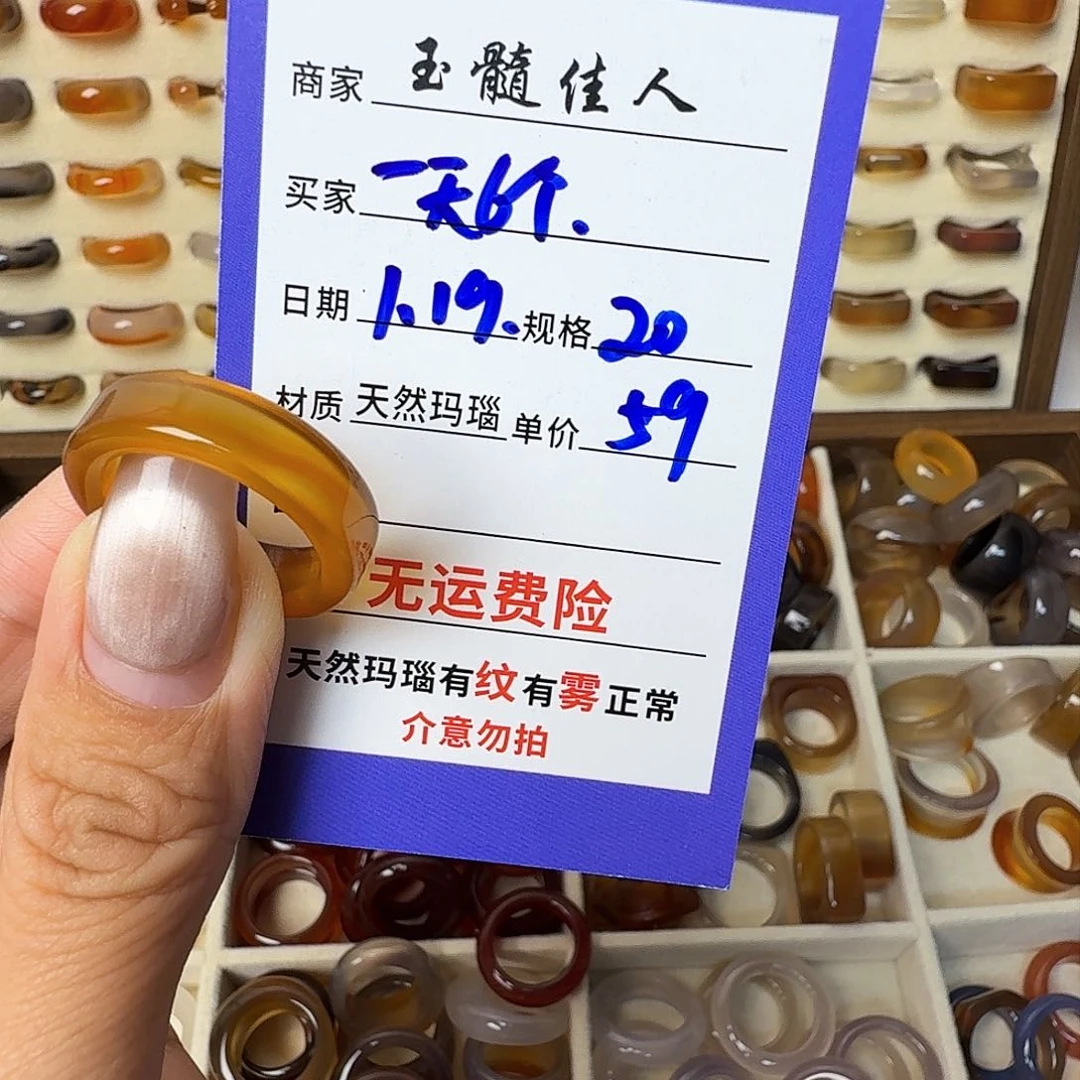 商家 玉髓佳人
买家 一天6个.
日期 1.19. 规格 20
材质 天然玛瑙 单价 59
无运费险
天然玛瑙有纹有雾正常
介意勿拍